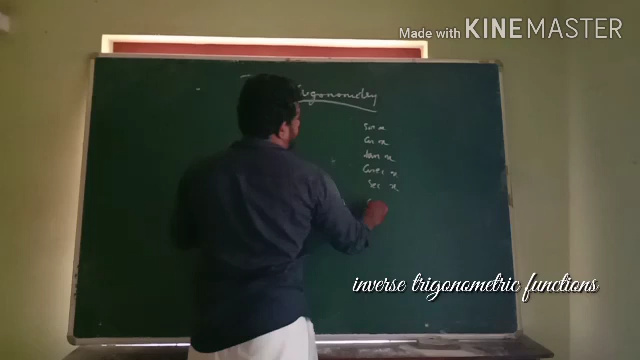 Made with KINEMASTER
Trigonometry
sin x
cos x
tan x
Cosec x
Sec x
inverse trigonometric functions